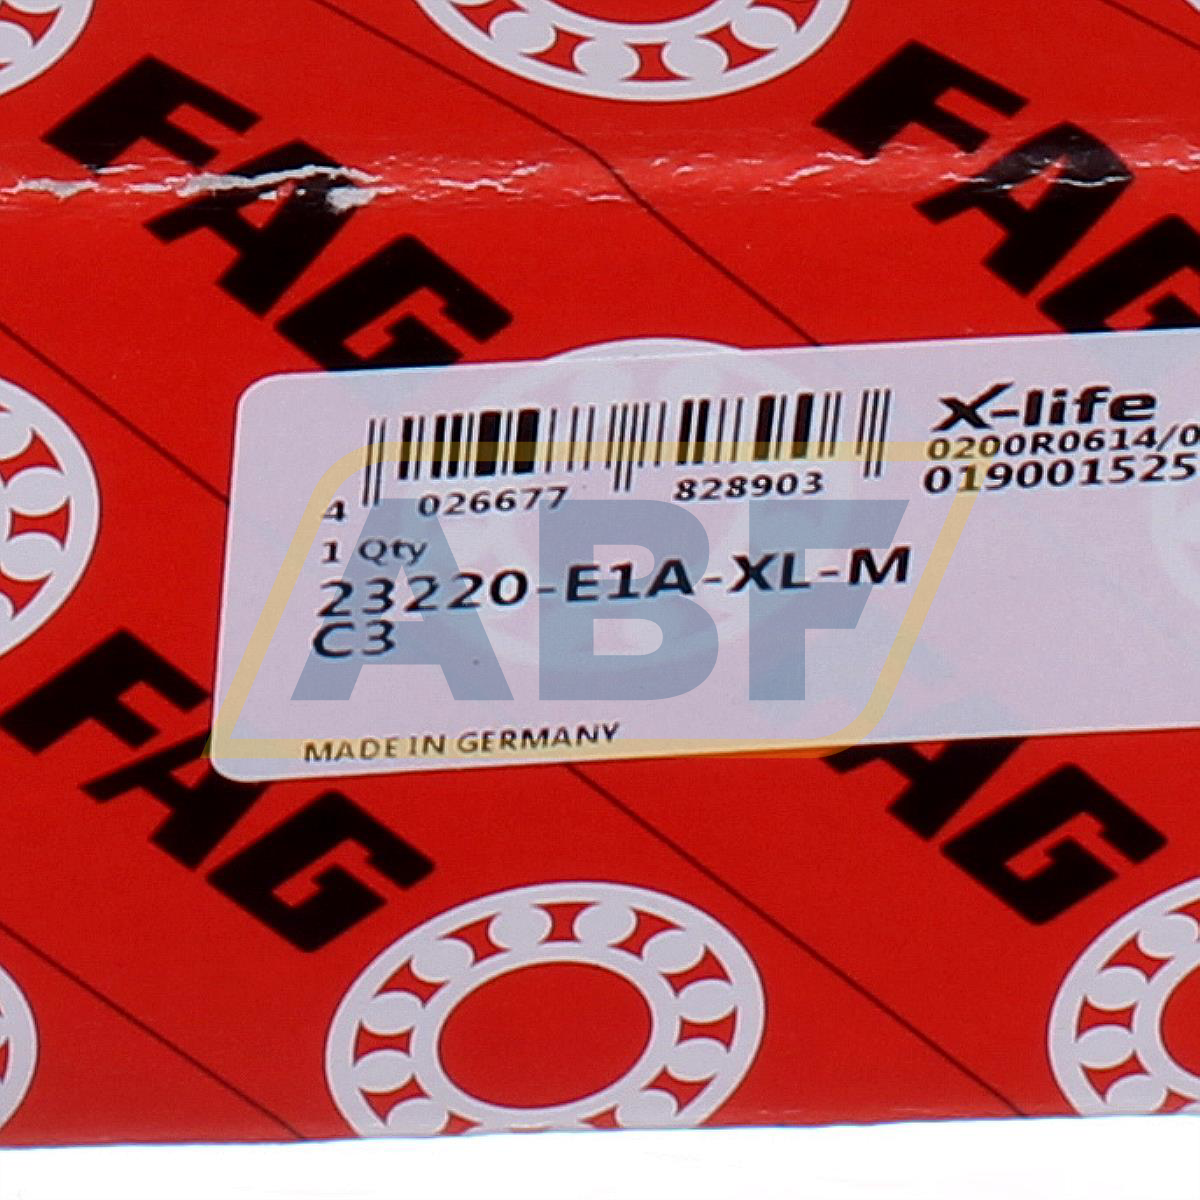 FAG
FAG
X-life
0200R0614/0
019001525
4 026677 828903
1 Qty
23220-E1A-XL-M
C3
ABF
MADE IN GERMANY
FAG
FAG